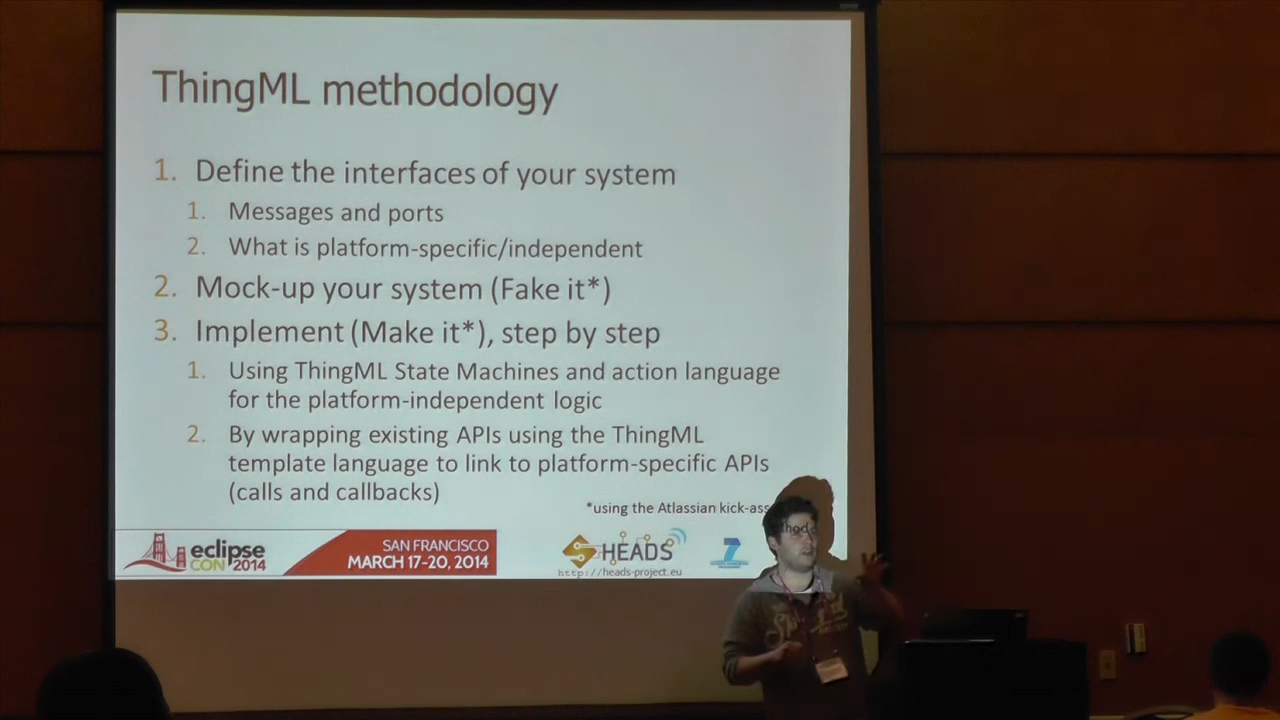 ThingML methodology
1. Define the interfaces of your system
1. Messages and ports
2. What is platform-specific/independent
2. Mock-up your system (Fake it*)
3. Implement (Make it*), step by step
1. Using ThingML State Machines and action language
for the platform-independent logic
2. By wrapping existing APIs using the ThingML
template language to link to platform-specific APIs
(calls and callbacks)
*using the Atlassian kick-ass
eclipse
CON 2014
SAN FRANCISCO
MARCH 17-20, 2014
HEADS
http://heads-project.eu
7